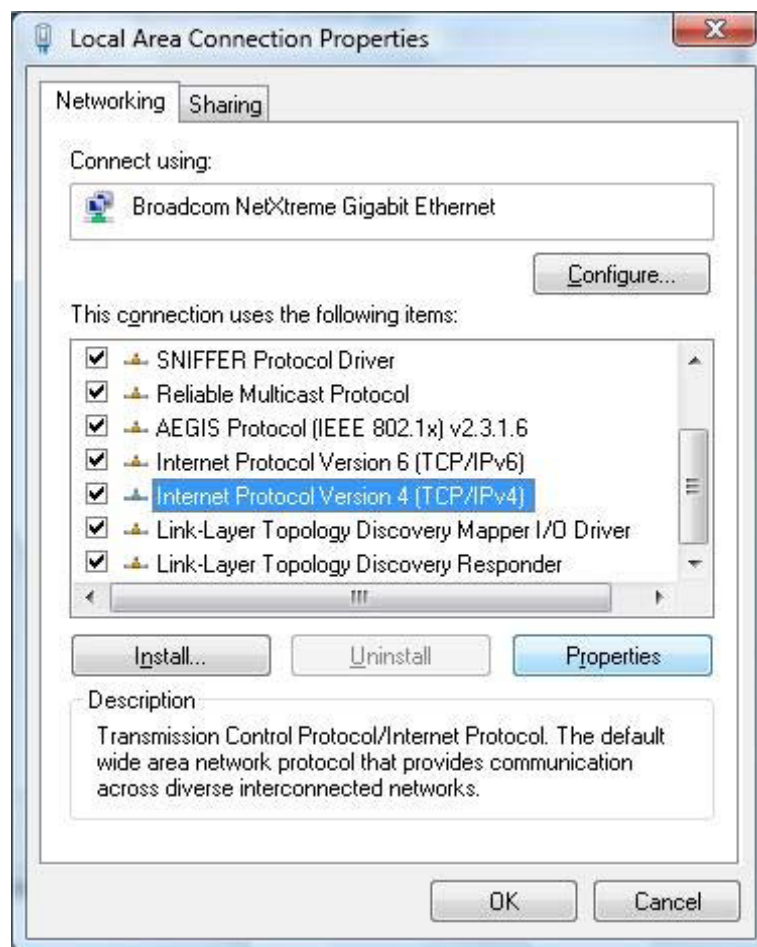 Local Area Connection Properties
Networking
Sharing
Connect using:
Broadcom NetXtreme Gigabit Ethernet
Configure...
This connection uses the following items:
SNIFFER Protocol Driver
Reliable Multicast Protocol
AEGIS Protocol (IEEE 802.1x) v2.3.1.6
Internet Protocol Version 6 (TCP/IPv6)
Internet Protocol Version 4 (TCP/IPv4)
Link-Layer Topology Discovery Mapper I/O Driver
Link-Layer Topology Discovery Responder
Install...
Uninstall
Properties
Description
Transmission Control Protocol/Internet Protocol. The default
wide area network protocol that provides communication
across diverse interconnected networks.
OK
Cancel